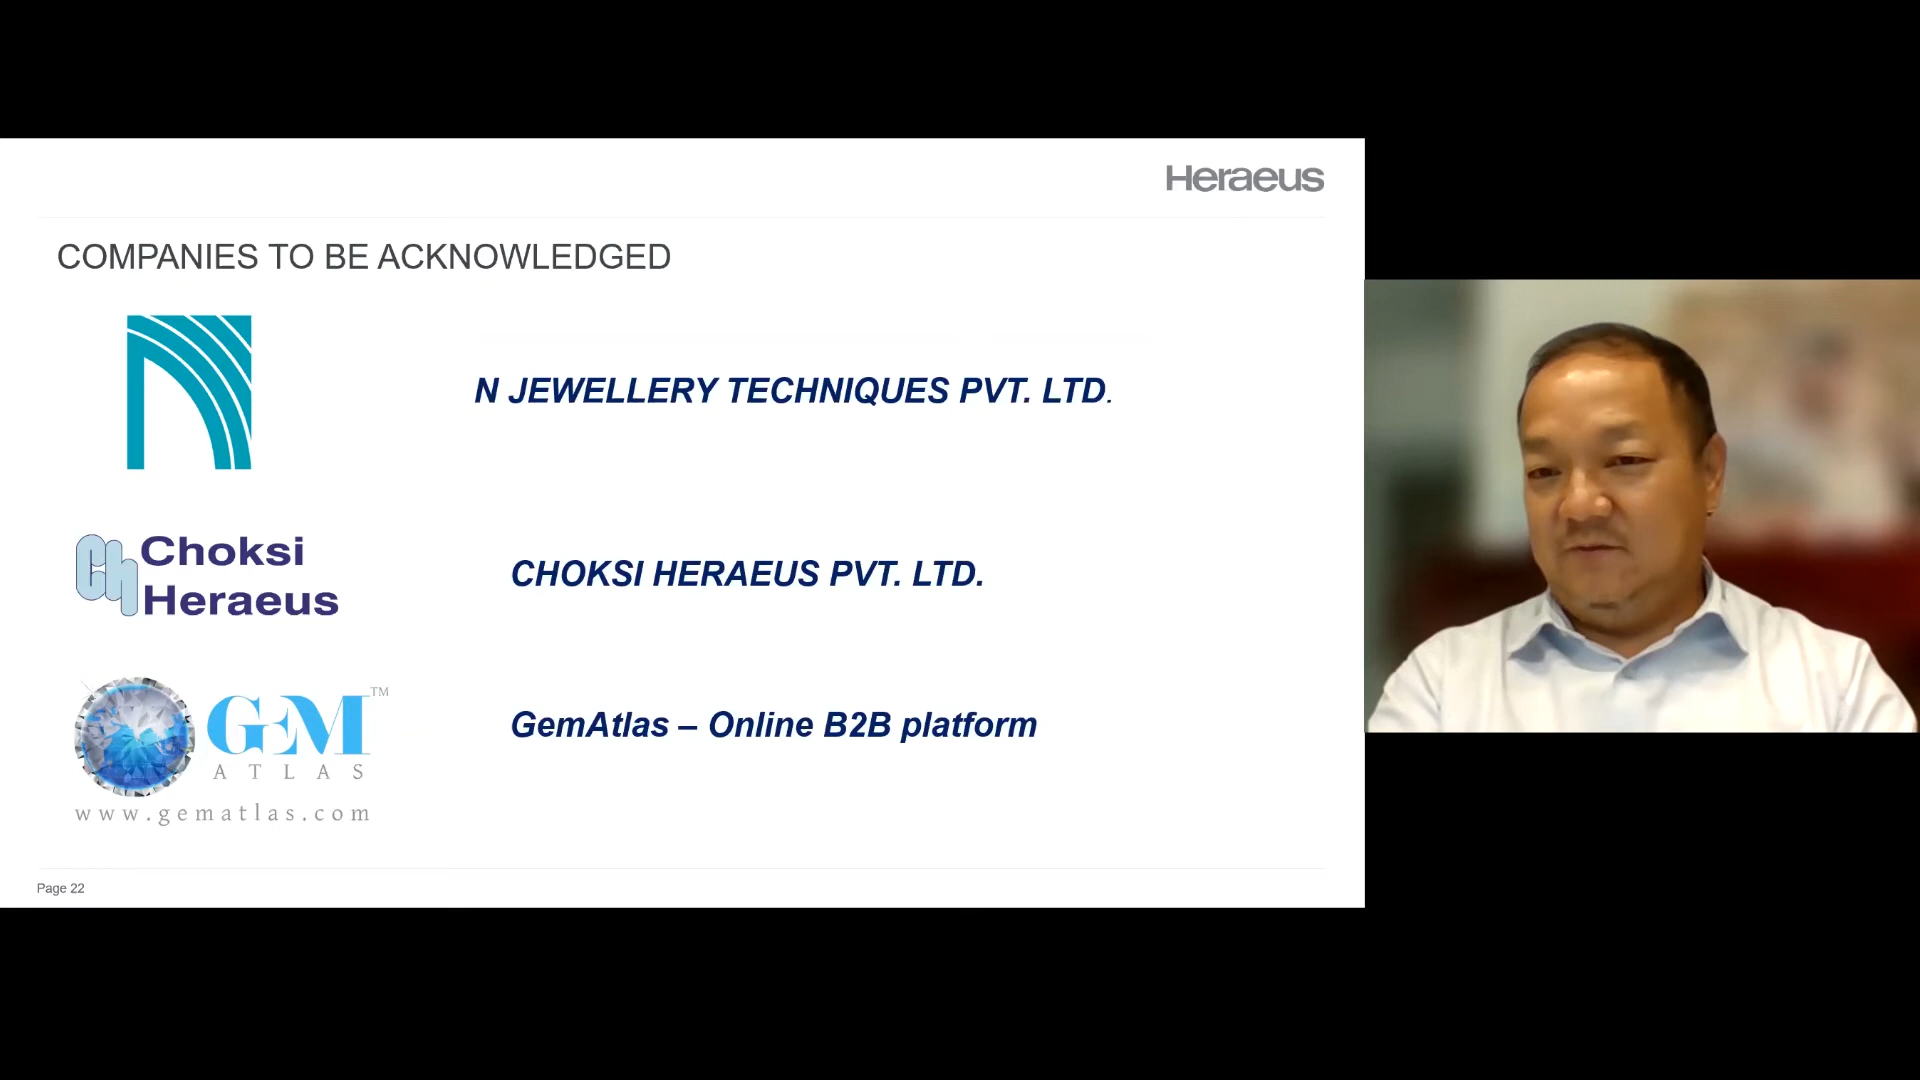 Heraeus
COMPANIES TO BE ACKNOWLEDGED
N JEWELLERY TECHNIQUES PVT. LTD.
Choksi
Heraeus
CHOKSI HERAEUS PVT. LTD.
GEM™
ATLAS
www.gematlas.com
GemAtlas – Online B2B platform
Page 22